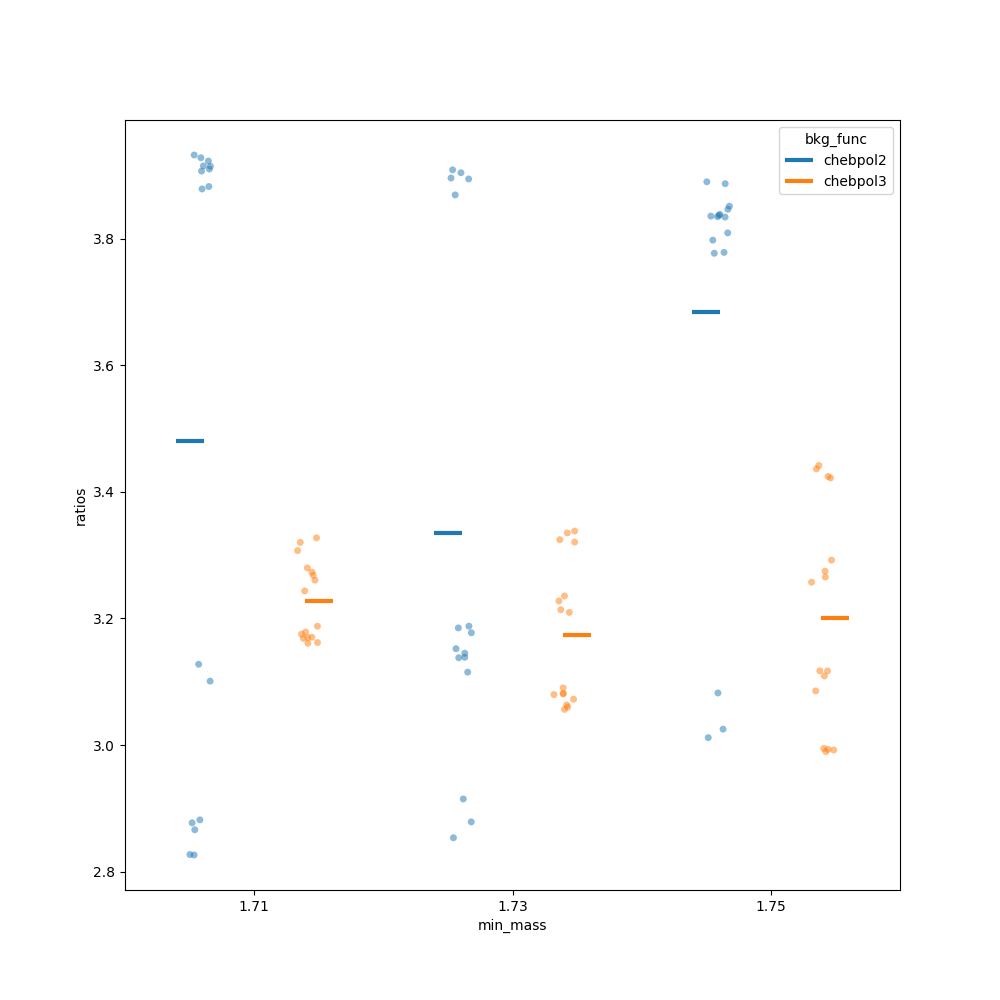 bkg_func
chebpol2
chebpol3
3.8
3.6
3.4
3.2
3.0
2.8
ratios
1.71
1.73
1.75
min_mass